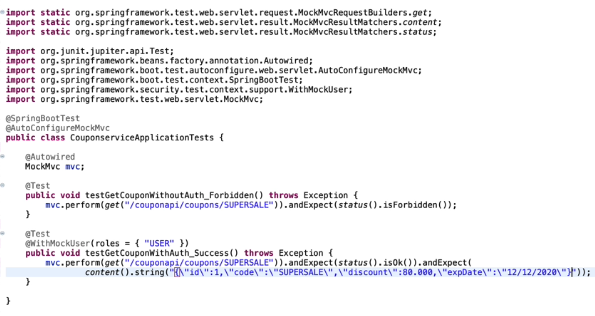 import static org.springframework.test.web.servlet.request.MockMvcRequestBuilders.get;
import static org.springframework.test.web.servlet.result.MockMvcResultMatchers.content;
import static org.springframework.test.web.servlet.result.MockMvcResultMatchers.status;
import org.junit.jupiter.api.Test;
import org.springframework.beans.factory.annotation.Autowired;
import org.springframework.boot.test.autoconfigure.web.servlet.AutoConfigureMockMvc;
import org.springframework.boot.test.context.SpringBootTest;
import org.springframework.security.test.context.support.WithMockUser;
import org.springframework.test.web.servlet.MockMvc;
@SpringBootTest
@AutoConfigureMockMvc
public class CouponserviceApplicationTests {
@Autowired
MockMvc mvc;
@Test
public void testGetCouponWithoutAuth_Forbidden() throws Exception {
mvc.perform(get("/couponapi/coupons/SUPERSALE")).andExpect(status().isForbidden());
}
@Test
@WithMockUser(roles = { "USER" })
public void testGetCouponWithAuth_Success() throws Exception {
mvc.perform(get("/couponapi/coupons/SUPERSALE")).andExpect(status().isOk()).andExpect(
content().string("{\"id\":1,\"code\":\"SUPERSALE\",\"discount\":80.000,\"expDate\":\"12/12/2020\"}"));
}
}